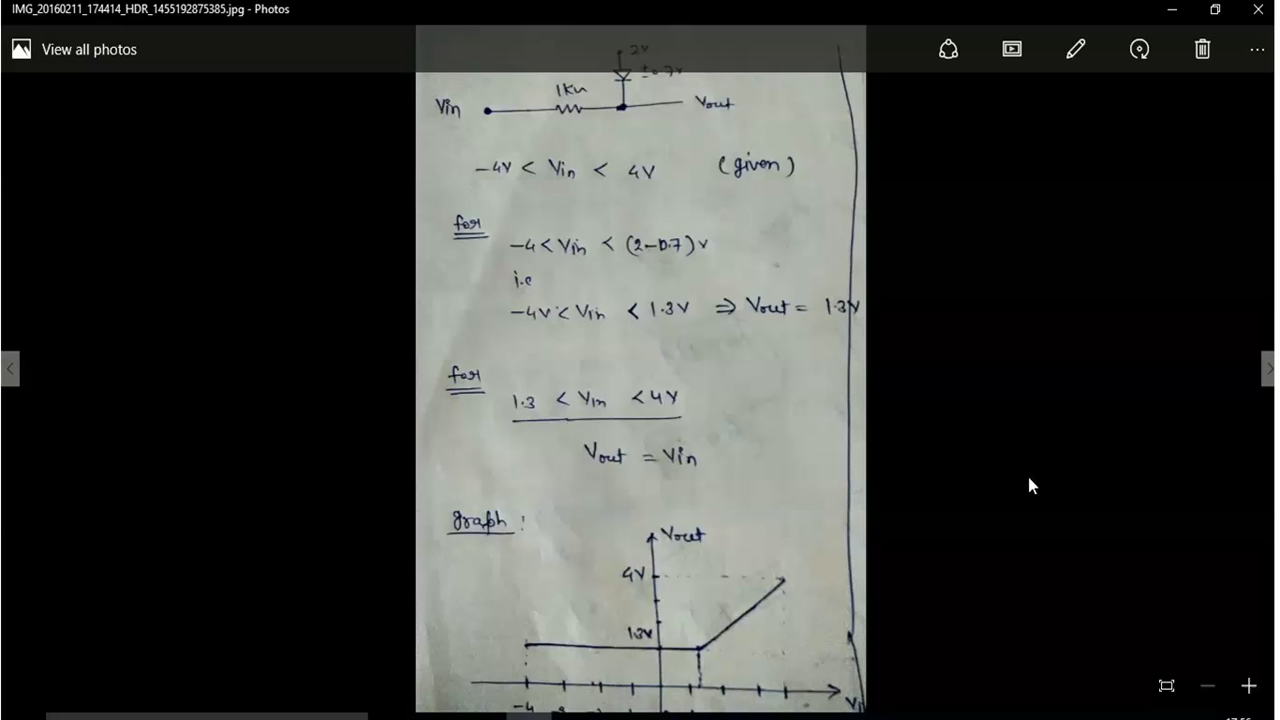 IMG_20160211_174414_HDR_1455192875385.jpg - Photos
View all photos
2V
±0.7V
1KΩ
Vin Vout
-4V < Vin < 4V (given)
for
-4 < Vin < (2-0.7)V
i.e
-4V < Vin < 1.3V ⇒ Vout = 1.3V
for
1.3 < Vin < 4V
Vout = Vin
graph :
Vout
4V
1.3V
-4